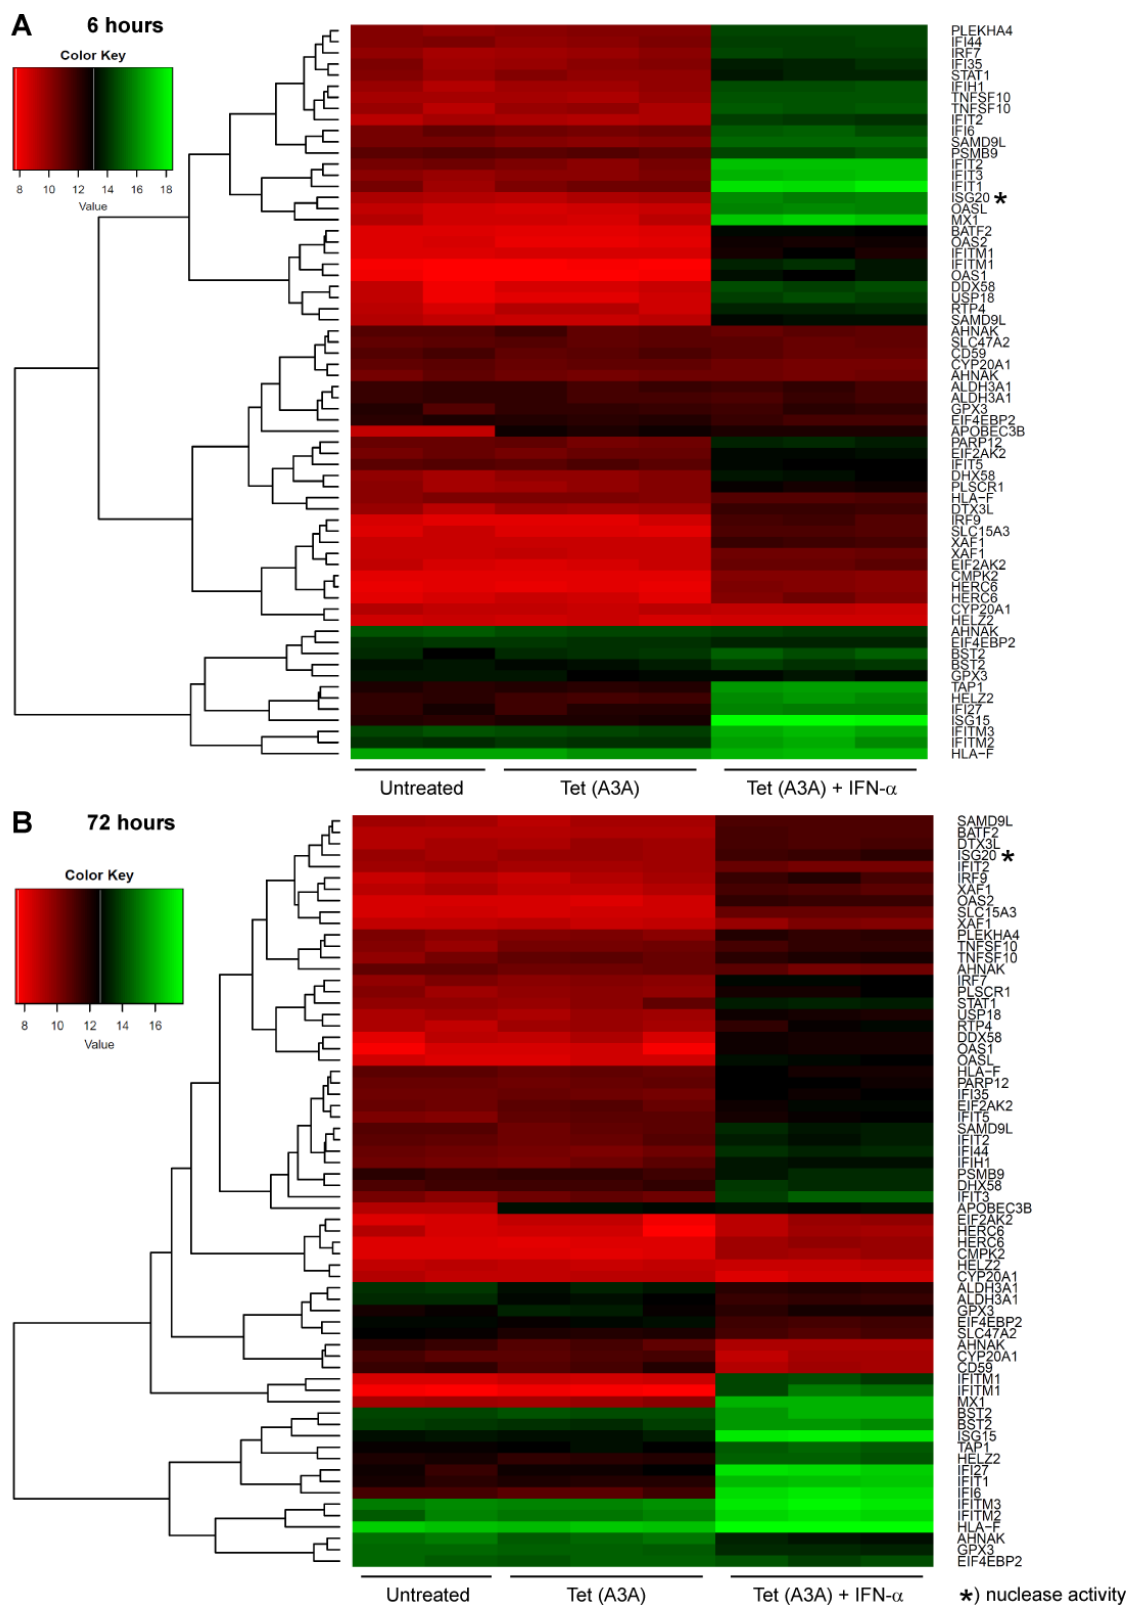 A 6 hours
Color Key
8 10 12 14 16 18
Value
PLEKHA4
IFI44
IRF7
IFI35
STAT1
IFIH1
TNFSF10
TNFSF10
IFIT2
IFI6
SAMD9L
PSMB9
IFIT2
IFIT3
IFIT1
ISG20 *
OASL
MX1
BATF2
OAS2
IFITM1
IFITM1
OAS1
DDX58
USP18
RTP4
SAMD9L
AHNAK
SLC47A2
CD59
CYP20A1
AHNAK
ALDH3A1
ALDH3A1
GPX3
EIF4EBP2
APOBEC3B
PARP12
EIF2AK2
IFIT5
DHX58
PLSCR1
HLA−F
DTX3L
IRF9
SLC15A3
XAF1
XAF1
EIF2AK2
CMPK2
HERC6
HERC6
CYP20A1
HELZ2
AHNAK
EIF4EBP2
BST2
BST2
GPX3
TAP1
HELZ2
IFI27
ISG15
IFITM3
IFITM2
HLA−F
Untreated Tet (A3A) Tet (A3A) + IFN-α
B 72 hours
Color Key
8 10 12 14 16
Value
SAMD9L
BATF2
DTX3L
ISG20 *
IFIT2
IRF9
XAF1
OAS2
SLC15A3
XAF1
PLEKHA4
TNFSF10
TNFSF10
AHNAK
IRF7
PLSCR1
STAT1
USP18
RTP4
DDX58
OAS1
OASL
HLA−F
PARP12
IFI35
EIF2AK2
IFIT5
SAMD9L
IFIT2
IFI44
IFIH1
PSMB9
DHX58
IFIT3
APOBEC3B
EIF2AK2
HERC6
HERC6
CMPK2
HELZ2
CYP20A1
ALDH3A1
ALDH3A1
GPX3
EIF4EBP2
SLC47A2
AHNAK
CYP20A1
CD59
IFITM1
IFITM1
MX1
BST2
BST2
ISG15
TAP1
HELZ2
IFI27
IFIT1
IFI6
IFITM3
IFITM2
HLA−F
AHNAK
GPX3
EIF4EBP2
Untreated Tet (A3A) Tet (A3A) + IFN-α *) nuclease activity